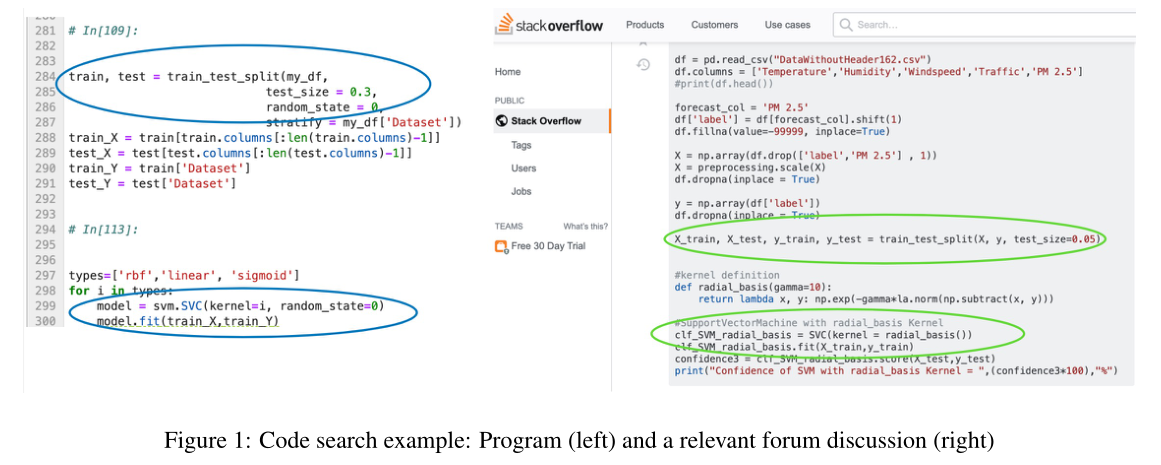 281 # In[109]:
282
283
284 train, test = train_test_split(my_df,
285 test_size = 0.3,
286 random_state = 0,
287 stratify = my_df['Dataset'])
288 train_X = train[train.columns[:len(train.columns)-1]]
289 test_X = test[test.columns[:len(test.columns)-1]]
290 train_Y = train['Dataset']
291 test_Y = test['Dataset']
292
293
294 # In[113]:
295
296
297 types=['rbf','linear', 'sigmoid']
298 for i in types:
299 model = svm.SVC(kernel=i, random_state=0)
300 model.fit(train_X,train_Y)
stackoverflow
Products
Customers
Use cases
Search...
Home
PUBLIC
Stack Overflow
Tags
Users
Jobs
TEAMS
What's this?
Free 30 Day Trial
df = pd.read_csv("DataWithoutHeader162.csv")
df.columns = ['Temperature','Humidity','Windspeed','Traffic','PM 2.5']
#print(df.head())
forecast_col = 'PM 2.5'
df['label'] = df[forecast_col].shift(1)
df.fillna(value=-99999, inplace=True)
X = np.array(df.drop(['label','PM 2.5'] , 1))
X = preprocessing.scale(X)
df.dropna(inplace = True)
y = np.array(df['label'])
df.dropna(inplace = True)
X_train, X_test, y_train, y_test = train_test_split(X, y, test_size=0.05)
#kernel definition
def radial_basis(gamma=10):
return lambda x, y: np.exp(-gamma*la.norm(np.subtract(x, y)))
#SupportVectorMachine with radial_basis Kernel
clf_SVM_radial_basis = SVC(kernel = radial_basis())
clf_SVM_radial_basis.fit(X_train,y_train)
confidence3 = clf_SVM_radial_basis.score(X_test,y_test)
print("Confidence of SVM with radial_basis Kernel = ",(confidence3*100),"%")
Figure 1: Code search example: Program (left) and a relevant forum discussion (right)